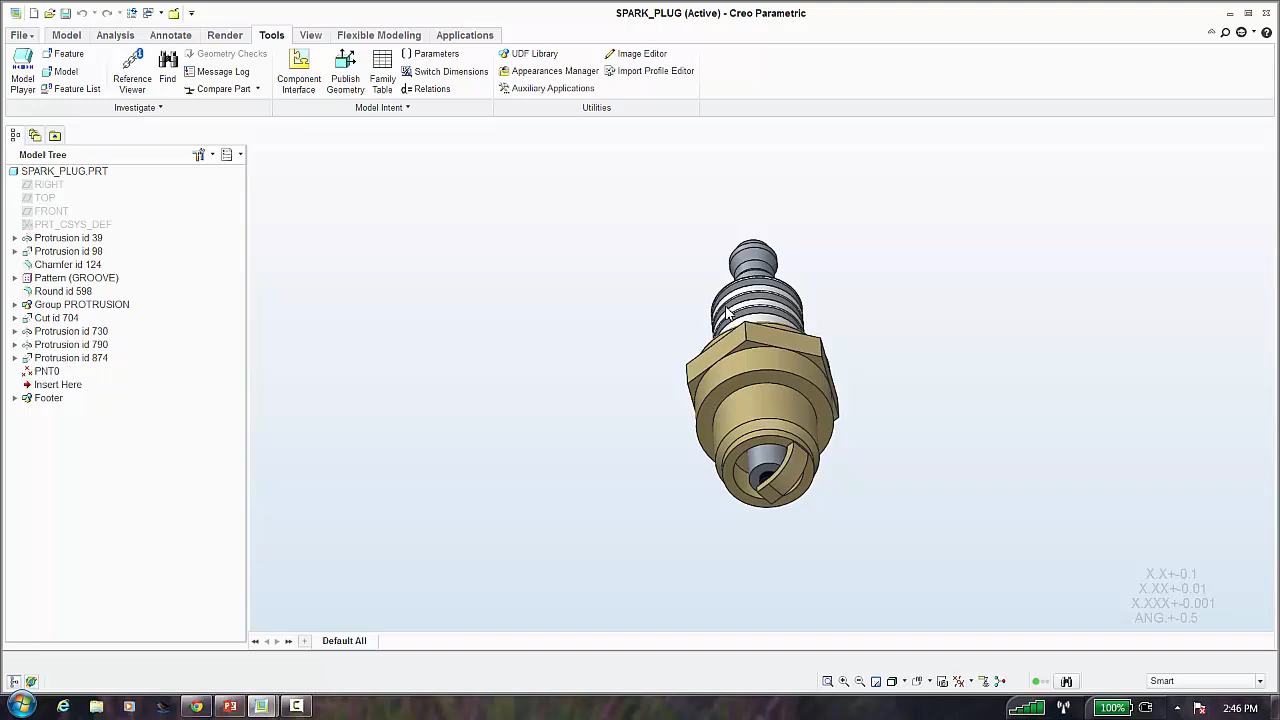 SPARK_PLUG (Active) - Creo Parametric
File Model Analysis Annotate Render Tools View Flexible Modeling Applications
Feature
Model
Feature List
Model Player
Reference Viewer
Find
Geometry Checks
Message Log
Compare Part
Investigate
Component Interface
Publish Geometry
Family Table
Parameters
Switch Dimensions
d= Relations
Model Intent
UDF Library
Appearances Manager
Auxiliary Applications
Image Editor
Import Profile Editor
Utilities
Model Tree
SPARK_PLUG.PRT
RIGHT
TOP
FRONT
PRT_CSYS_DEF
Protrusion id 39
Protrusion id 98
Chamfer id 124
Pattern (GROOVE)
Round id 598
Group PROTRUSION
Cut id 704
Protrusion id 730
Protrusion id 790
Protrusion id 874
PNT0
Insert Here
Footer
X.X+-0.1
X.XX+-0.01
X.XXX+-0.001
ANG.+-0.5
Default All
Smart
100%
2:46 PM